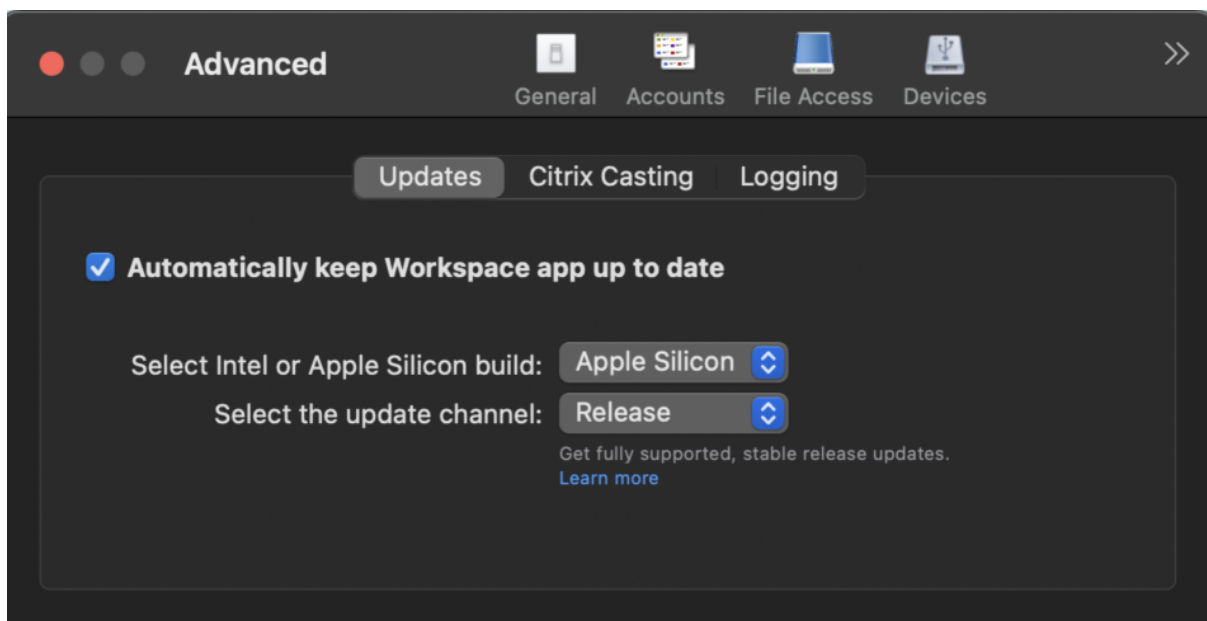 Advanced
General Accounts File Access Devices
Updates Citrix Casting Logging
Automatically keep Workspace app up to date
Select Intel or Apple Silicon build: Apple Silicon
Select the update channel: Release
Get fully supported, stable release updates.
Learn more